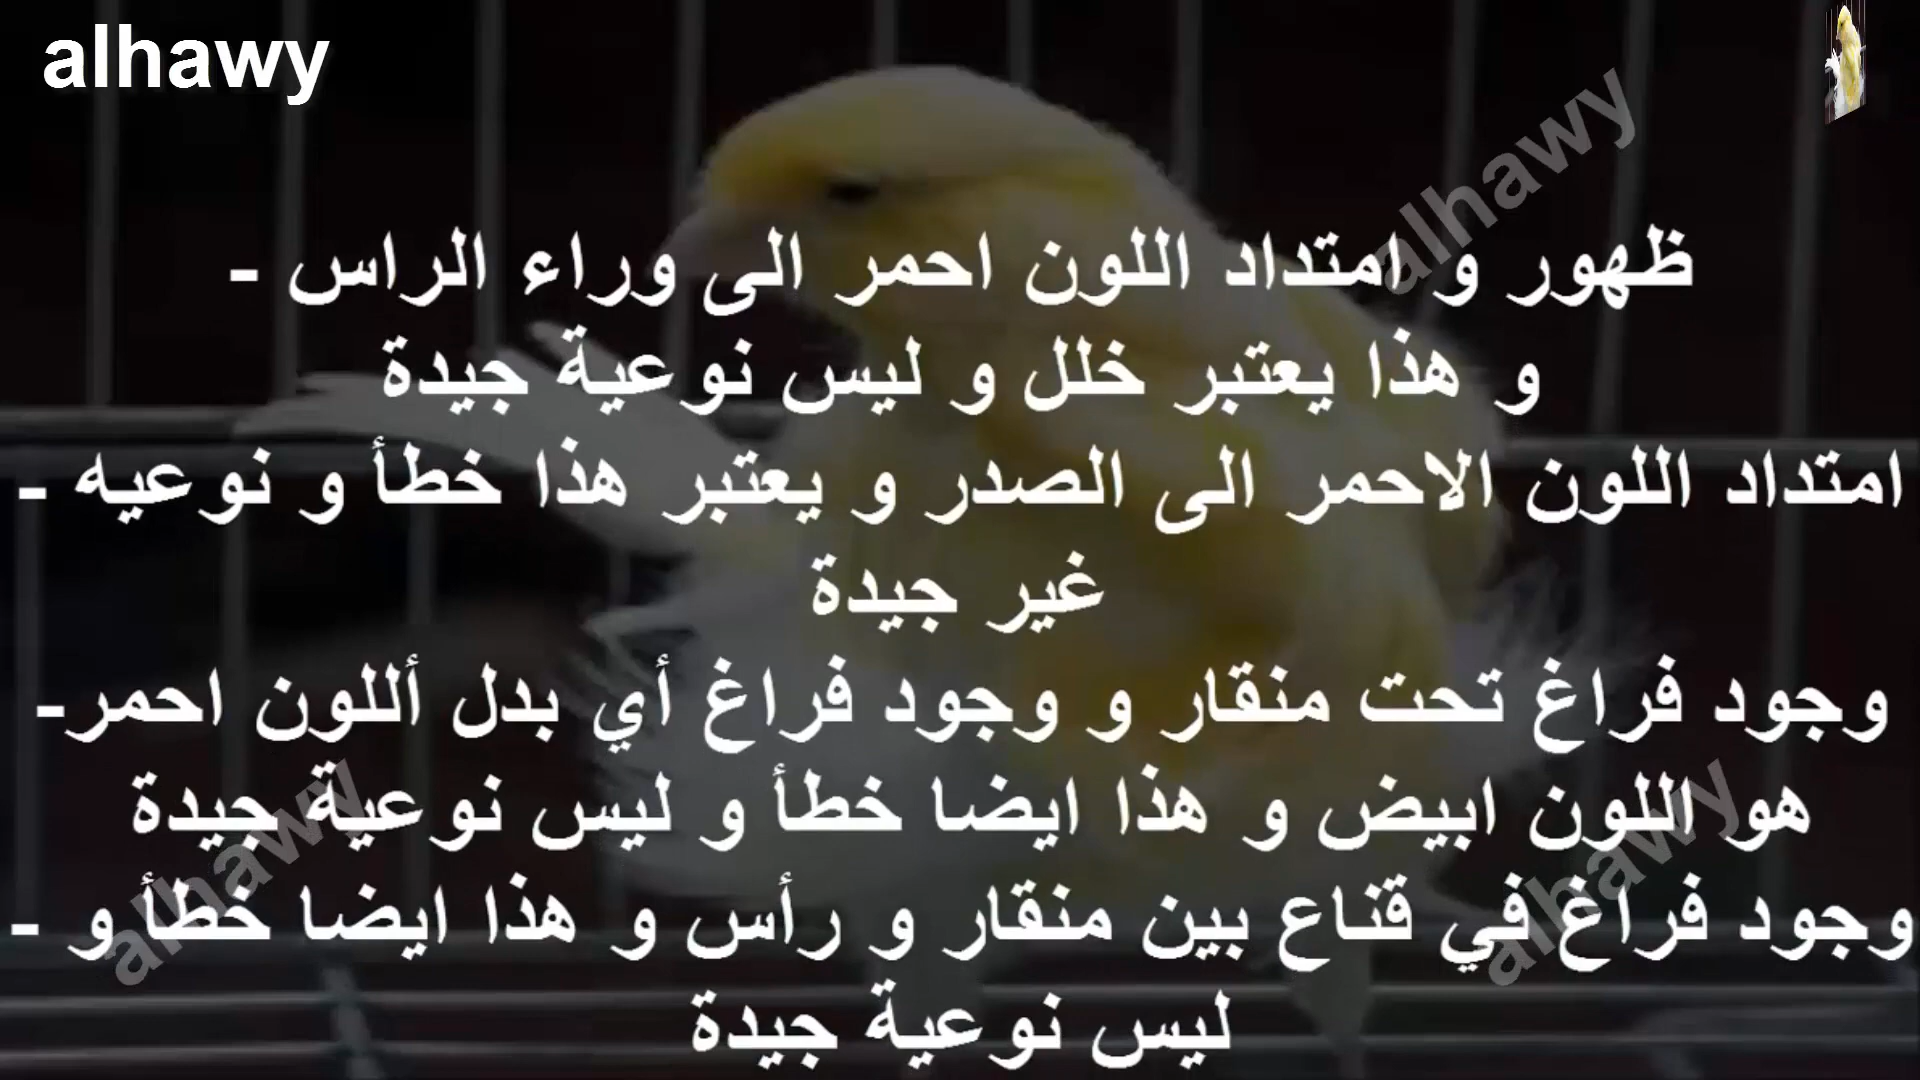 alhawy
alhawy
ظهور و امتداد اللون احمر الى وراء الراس -
و هذا يعتبر خلل و ليس نوعية جيدة
امتداد اللون الاحمر الى الصدر و يعتبر هذا خطأ و نوعيه -
غير جيدة
وجود فراغ تحت منقار و وجود فراغ أي بدل أللون احمر-
هو اللون ابيض و هذا ايضا خطأ و ليس نوعية جيدة
وجود فراغ في قناع بين منقار و رأس و هذا ايضا خطأ و -
ليس نوعية جيدة
alhawy
alhawy